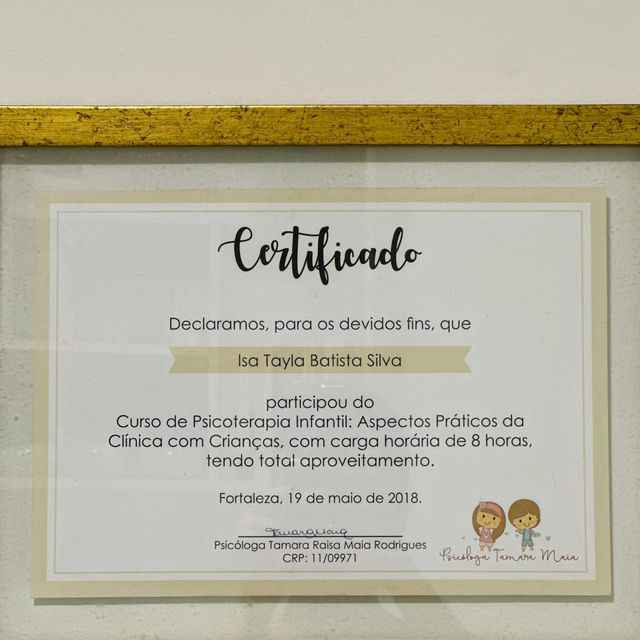 Certificado
Declaramos, para os devidos fins, que
Isa Tayla Batista Silva
participou do
Curso de Psicoterapia Infantil: Aspectos Práticos da
Clínica com Crianças, com carga horária de 8 horas,
tendo total aproveitamento.
Fortaleza, 19 de maio de 2018.
Psicóloga Tamara Raisa Maia Rodrigues
CRP: 11/09971
Psicóloga Tamara Maia